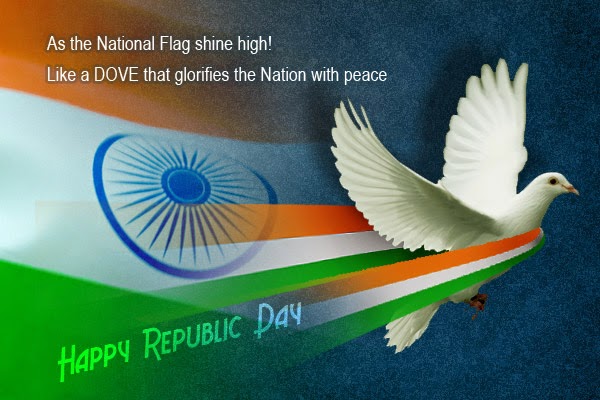 As the National Flag shine high!
Like a DOVE that glorifies the Nation with peace
Happy Republic Day